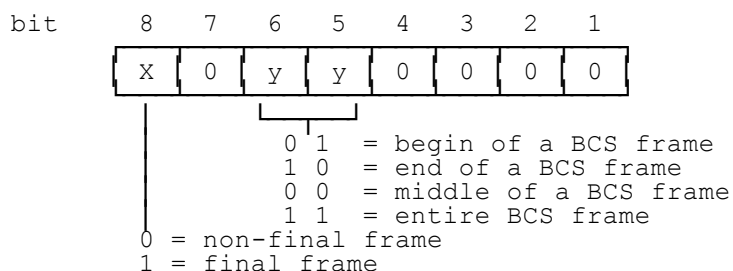 bit 8 7 6 5 4 3 2 1
X 0 y y 0 0 0 0
0 1 = begin of a BCS frame
1 0 = end of a BCS frame
0 0 = middle of a BCS frame
1 1 = entire BCS frame
0 = non-final frame
1 = final frame